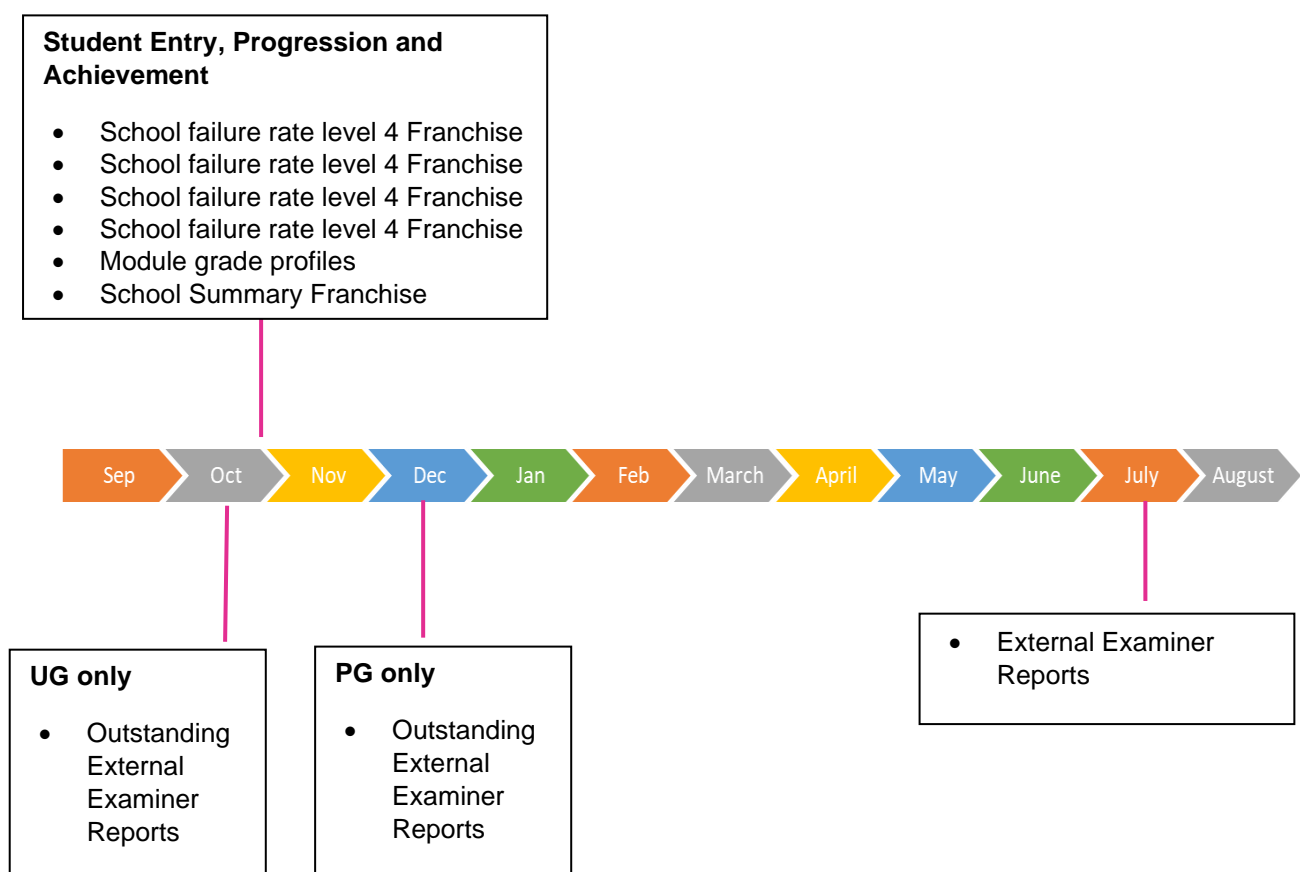 Student Entry, Progression and
Achievement
• School failure rate level 4 Franchise
• School failure rate level 4 Franchise
• School failure rate level 4 Franchise
• School failure rate level 4 Franchise
• Module grade profiles
• School Summary Franchise
Sep Oct Nov Dec Jan Feb March April May June July August
UG only
• Outstanding
External
Examiner
Reports
PG only
• Outstanding
External
Examiner
Reports
• External Examiner
Reports